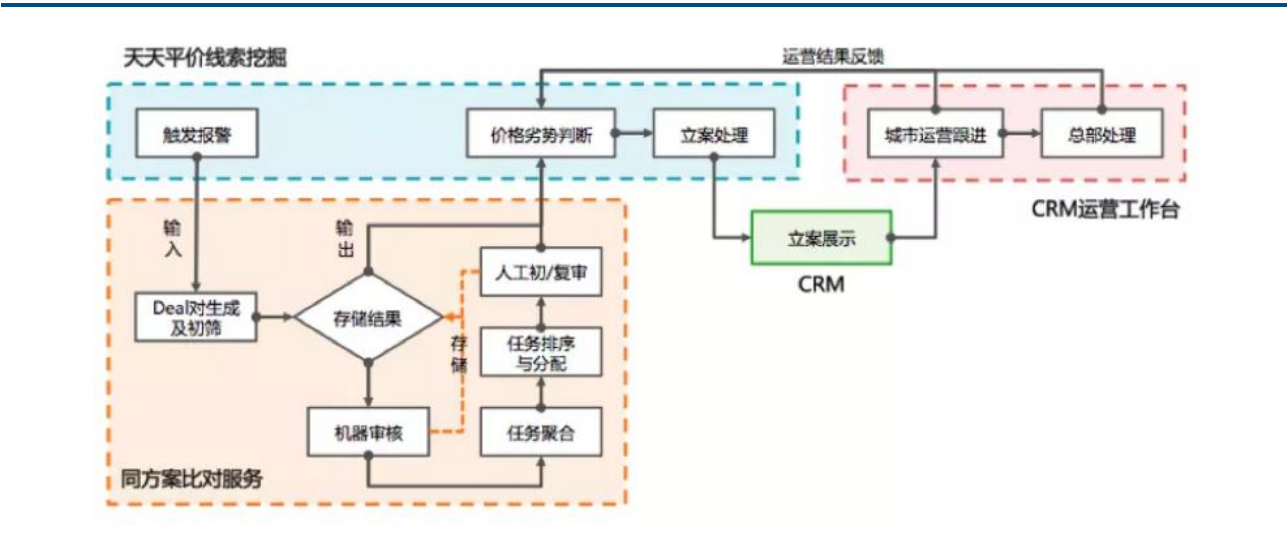 天天平价线索挖掘
运营结果反馈
触发报警
价格劣势判断
立案处理
城市运营跟进
总部处理
CRM运营工作台
输
入
输
出
立案展示
CRM
人工初/复审
Deal对生成
及初筛
存储结果
存
储
任务排序
与分配
机器审核
任务聚合
同方案比对服务